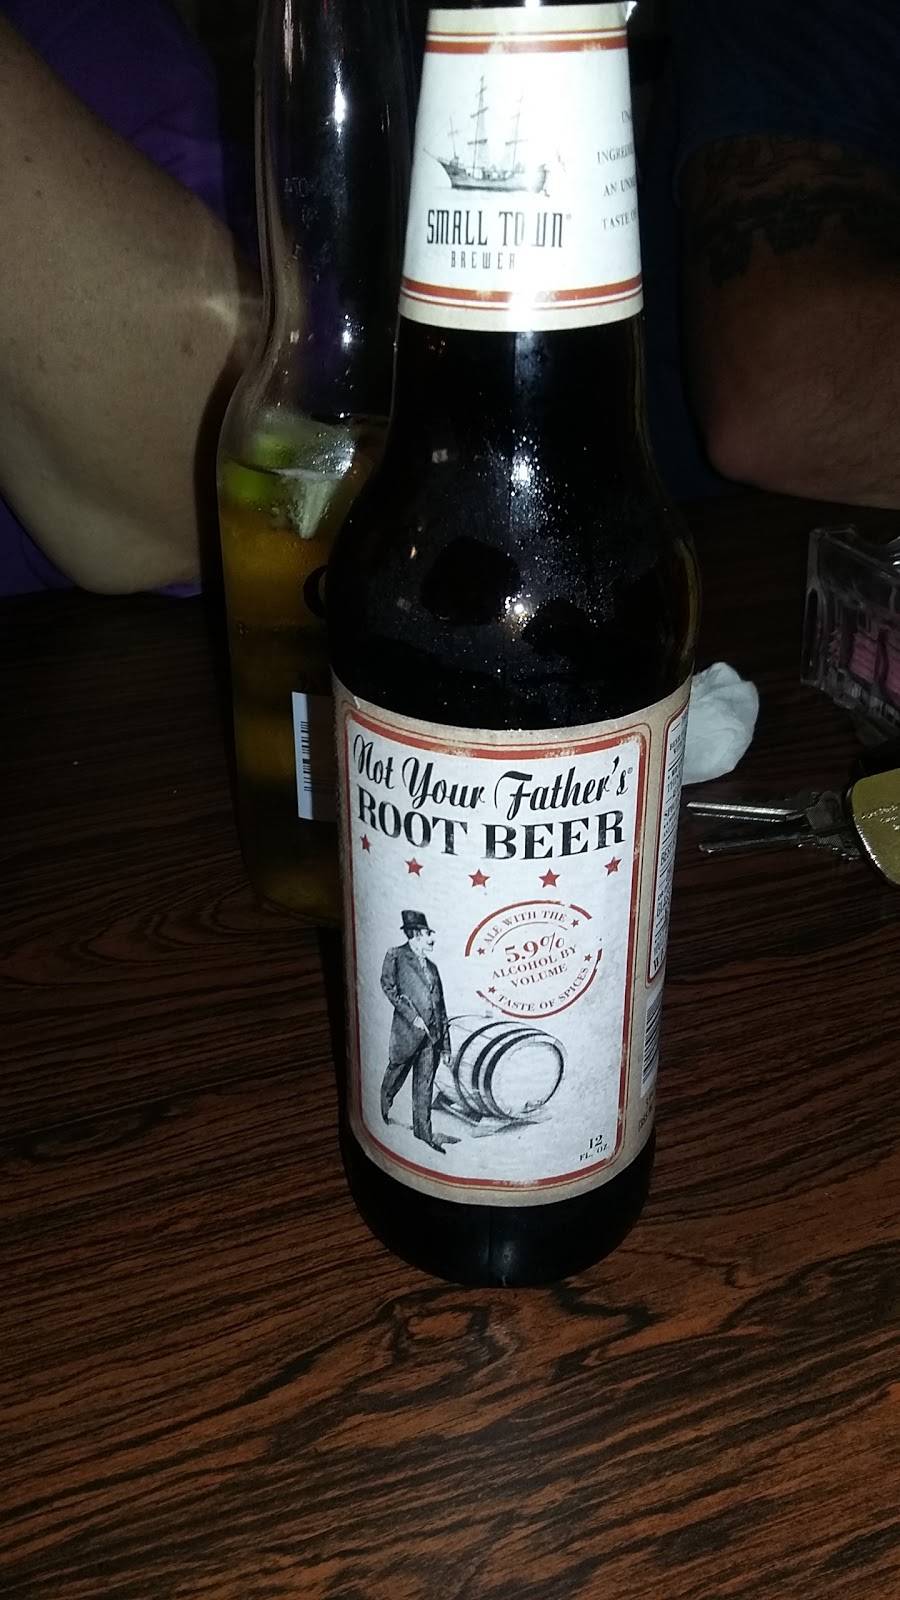 SMALL TOWN
BREWER
TASTE
Not Your Father's
ROOT BEER
ALE WITH THE
5.9%
ALCOHOL BY
VOLUME
TASTE OF SPICES
12
FL. OZ.